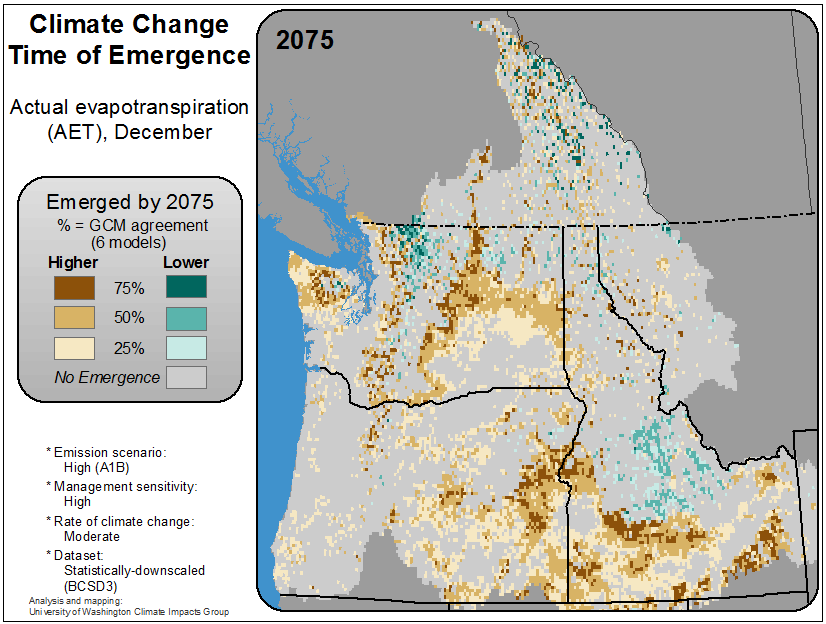 Climate Change
Time of Emergence
Actual evapotranspiration
(AET), December
2075
Emerged by 2075
% = GCM agreement
(6 models)
Higher Lower
75%
50%
25%
No Emergence
* Emission scenario:
High (A1B)
* Management sensitivity:
High
* Rate of climate change:
Moderate
* Dataset:
Statistically-downscaled
(BCSD3)
Analysis and mapping:
University of Washington Climate Impacts Group